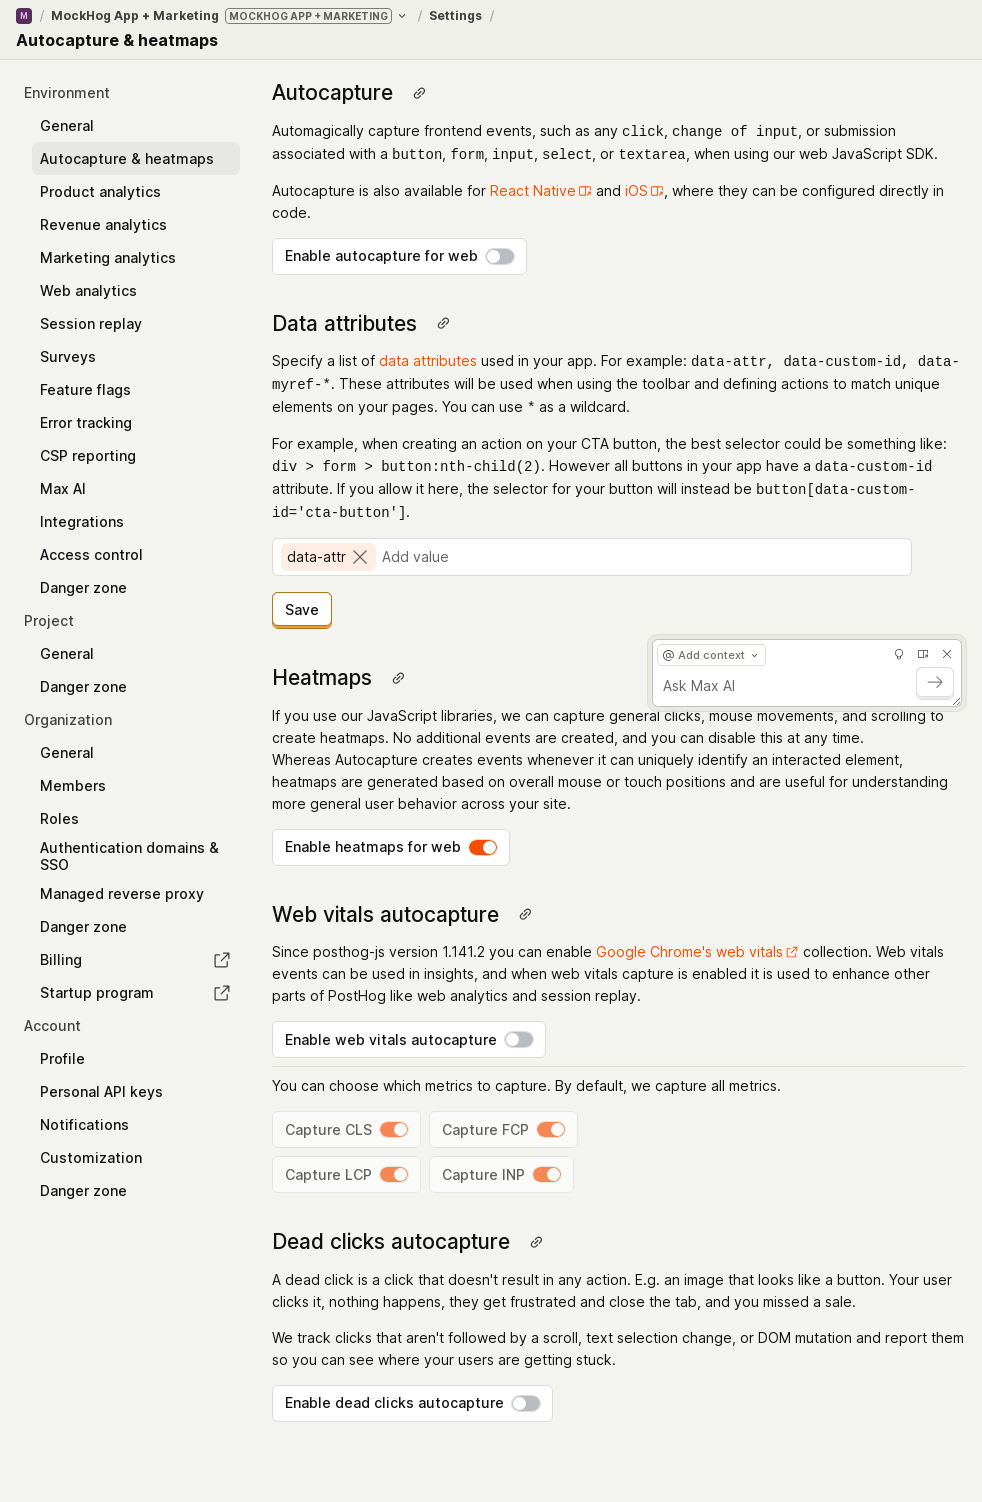 M / MockHog App + Marketing MOCKHOG APP + MARKETING / Settings /
Autocapture & heatmaps
Environment
General
Autocapture & heatmaps
Product analytics
Revenue analytics
Marketing analytics
Web analytics
Session replay
Surveys
Feature flags
Error tracking
CSP reporting
Max AI
Integrations
Access control
Danger zone
Project
General
Danger zone
Organization
General
Members
Roles
Authentication domains &
SSO
Managed reverse proxy
Danger zone
Billing
Startup program
Account
Profile
Personal API keys
Notifications
Customization
Danger zone
Autocapture
Automagically capture frontend events, such as any click, change of input, or submission
associated with a button, form, input, select, or textarea, when using our web JavaScript SDK.
Autocapture is also available for React Native and iOS, where they can be configured directly in
code.
Enable autocapture for web
Data attributes
Specify a list of data attributes used in your app. For example: data-attr, data-custom-id, data-
myref-*. These attributes will be used when using the toolbar and defining actions to match unique
elements on your pages. You can use * as a wildcard.
For example, when creating an action on your CTA button, the best selector could be something like:
div > form > button:nth-child(2). However all buttons in your app have a data-custom-id
attribute. If you allow it here, the selector for your button will instead be button[data-custom-
id='cta-button'].
data-attr Add value
Save
@ Add context
Ask Max AI
Heatmaps
If you use our JavaScript libraries, we can capture general clicks, mouse movements, and scrolling to
create heatmaps. No additional events are created, and you can disable this at any time.
Whereas Autocapture creates events whenever it can uniquely identify an interacted element,
heatmaps are generated based on overall mouse or touch positions and are useful for understanding
more general user behavior across your site.
Enable heatmaps for web
Web vitals autocapture
Since posthog-js version 1.141.2 you can enable Google Chrome's web vitals collection. Web vitals
events can be used in insights, and when web vitals capture is enabled it is used to enhance other
parts of PostHog like web analytics and session replay.
Enable web vitals autocapture
You can choose which metrics to capture. By default, we capture all metrics.
Capture CLS Capture FCP
Capture LCP Capture INP
Dead clicks autocapture
A dead click is a click that doesn't result in any action. E.g. an image that looks like a button. Your user
clicks it, nothing happens, they get frustrated and close the tab, and you missed a sale.
We track clicks that aren't followed by a scroll, text selection change, or DOM mutation and report them
so you can see where your users are getting stuck.
Enable dead clicks autocapture